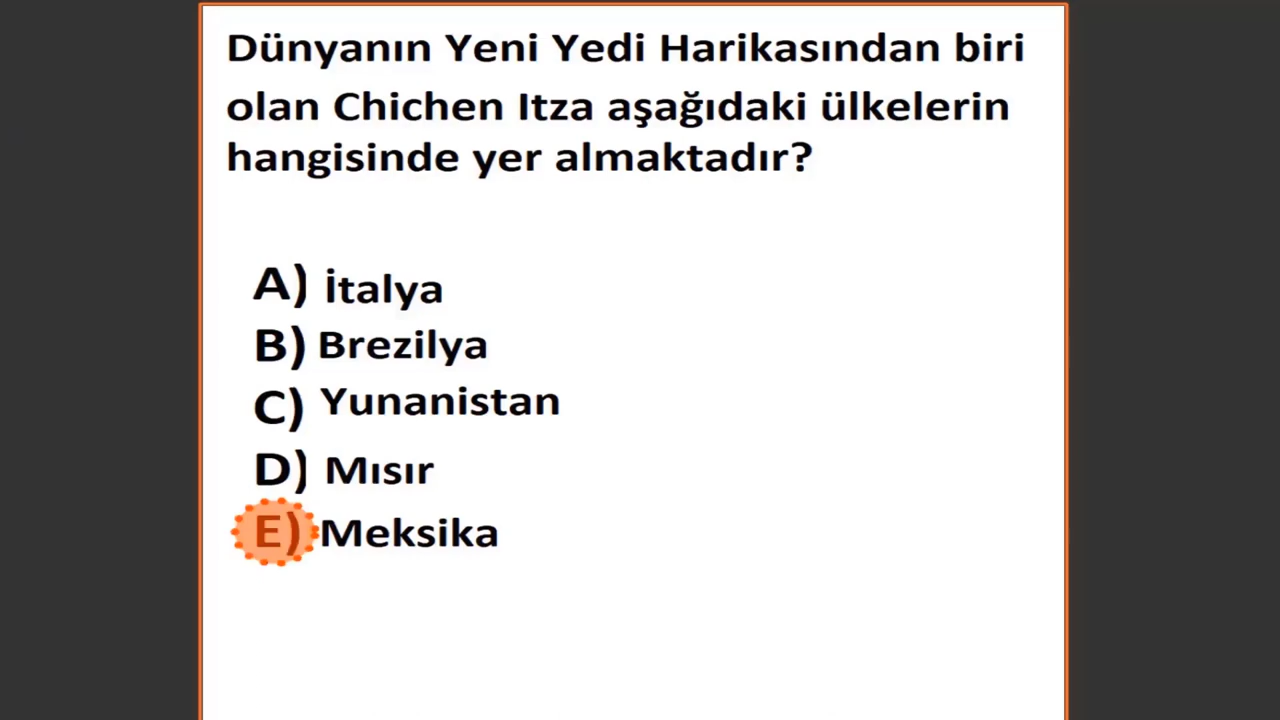 Dünyanın Yeni Yedi Harikasından biri
olan Chichen Itza aşağıdaki ülkelerin
hangisinde yer almaktadır?
A) İtalya
B) Brezilya
C) Yunanistan
D) Mısır
E) Meksika